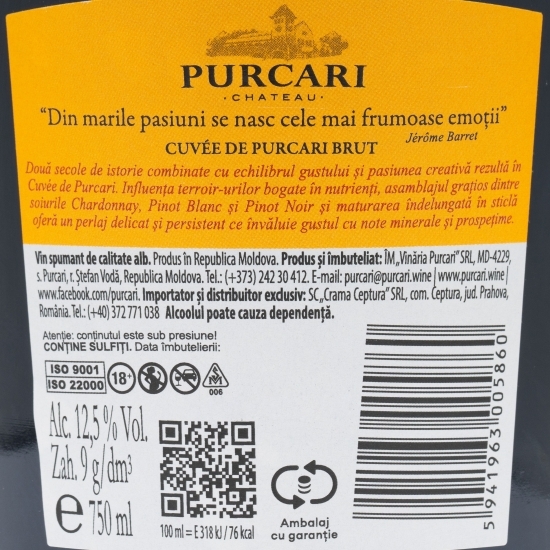 PURCARI
· CHATEAU ·
“Din marile pasiuni se nasc cele mai frumoase emoții”
Jérôme Barret
CUVÉE DE PURCARI BRUT
Două secole de istorie combinate cu echilibrul gustului și pasiunea creativă rezultă în
Cuvée de Purcari. Influența terroir-urilor bogate în nutrienți, asamblajul grațios dintre
soiurile Chardonnay, Pinot Blanc și Pinot Noir și maturarea îndelungată în sticlă
oferă un perlaj delicat și persistent ce învăluie gustul cu note minerale și prospețime.
Vin spumant de calitate alb. Produs în Republica Moldova. Produs și îmbuteliat: ÎM „Vinăria Purcari” SRL, MD-4229,
s. Purcari, r. Ștefan Vodă, Republica Moldova. Tel.: (+373) 242 30 412. E-mail: purcari@purcari.wine | www.purcari.wine|
www.facebook.com/purcari. Importator și distribuitor exclusiv: SC „Crama Ceptura” SRL, com. Ceptura, jud. Prahova,
România. Tel.: (+40) 372 771 038 Alcoolul poate cauza dependență.
Atenție: conținutul este sub presiune!
CONȚINE SULFIȚI. Data îmbutelierii:
ISO 9001
ISO 22000
18+
SM
006
Alc. 12,5 % Vol.
Zah. 9 g/dm³
℮ 750 ml
100 ml = E 318 kJ / 76 kcal
Ambalaj
cu garanție
5 941963 005860